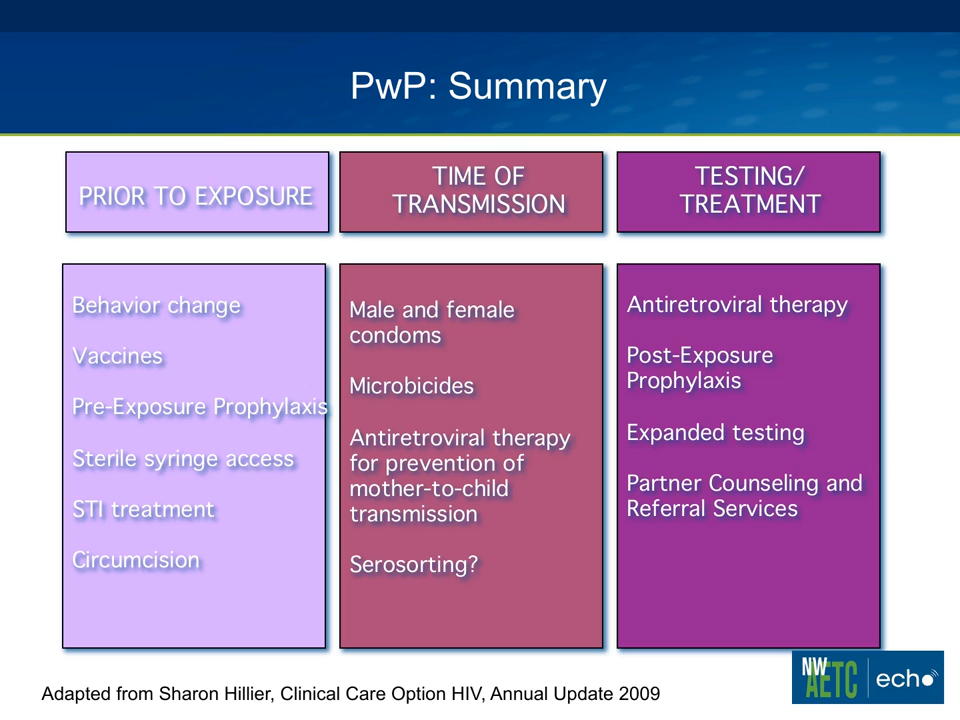 PwP: Summary
PRIOR TO EXPOSURE
TIME OF
TRANSMISSION
TESTING/
TREATMENT
Behavior change
Vaccines
Pre-Exposure Prophylaxis
Sterile syringe access
STI treatment
Circumcision
Male and female
condoms
Microbicides
Antiretroviral therapy
for prevention of
mother-to-child
transmission
Serosorting?
Antiretroviral therapy
Post-Exposure
Prophylaxis
Expanded testing
Partner Counseling and
Referral Services
Adapted from Sharon Hillier, Clinical Care Option HIV, Annual Update 2009
NW
AETC
echo